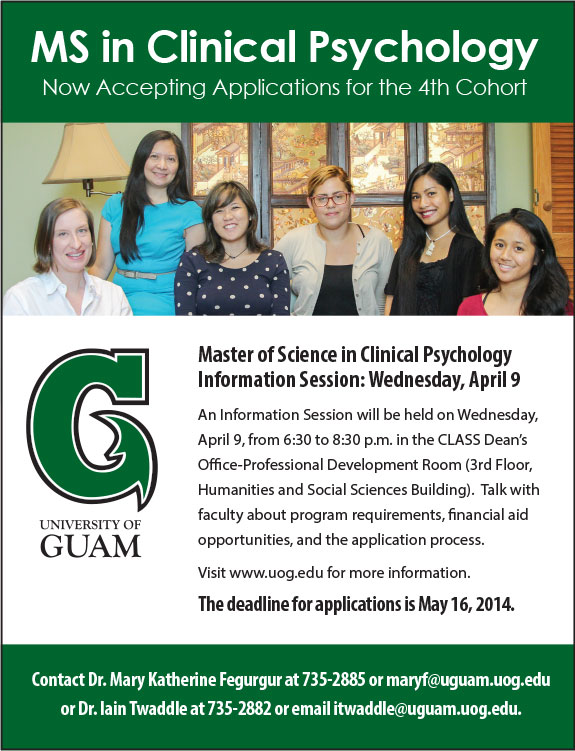 MS in Clinical Psychology
Now Accepting Applications for the 4th Cohort
Master of Science in Clinical Psychology
Information Session: Wednesday, April 9
An Information Session will be held on Wednesday,
April 9, from 6:30 to 8:30 p.m. in the CLASS Dean's
Office-Professional Development Room (3rd Floor,
Humanities and Social Sciences Building).  Talk with
faculty about program requirements, financial aid
opportunities, and the application process.
Visit www.uog.edu for more information.
The deadline for applications is May 16, 2014.
G
UNIVERSITY OF
GUAM
Contact Dr. Mary Katherine Fegurgur at 735-2885 or maryf@uguam.uog.edu
or Dr. Iain Twaddle at 735-2882 or email itwaddle@uguam.uog.edu.